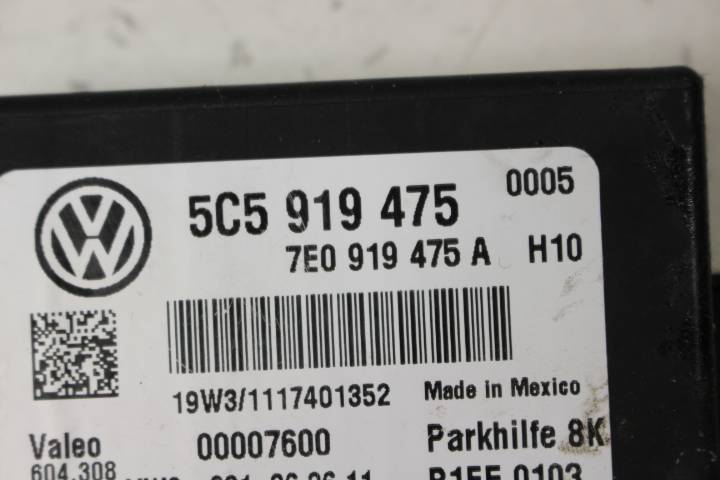 5C5 919 475 0005
7E0 919 475 A H10
19W3/1117401352 Made in Mexico
Valeo 00007600 Parkhilfe 8K
604.308